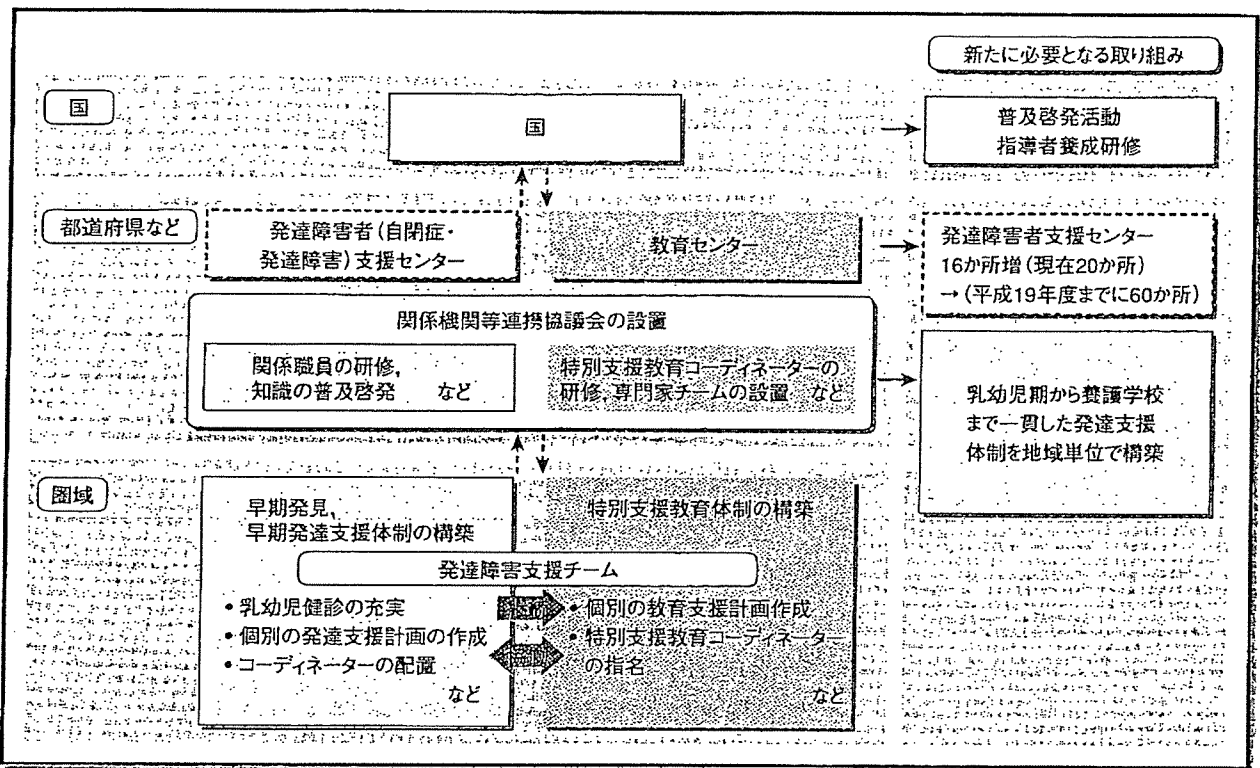 新たに必要となる取り組み
国
国
普及啓発活動
指導者養成研修
都道府県など
発達障害者(自閉症・
発達障害)支援センター
教育センター
発達障害者支援センター
16か所増(現在20か所)
→(平成19年度までに60か所)
関係機関等連携協議会の設置
関係職員の研修,
知識の普及啓発 など
特別支援教育コーディネーターの
研修,専門家チームの設置 など
乳幼児期から養護学校
まで一貫した発達支援
体制を地域単位で構築
圏域
早期発見,
早期発達支援体制の構築
特別支援教育体制の構築
発達障害支援チーム
• 乳幼児健診の充実
• 個別の発達支援計画の作成
• コーディネーターの配置
など
• 個別の教育支援計画作成
• 特別支援教育コーディネーター
の指名
など